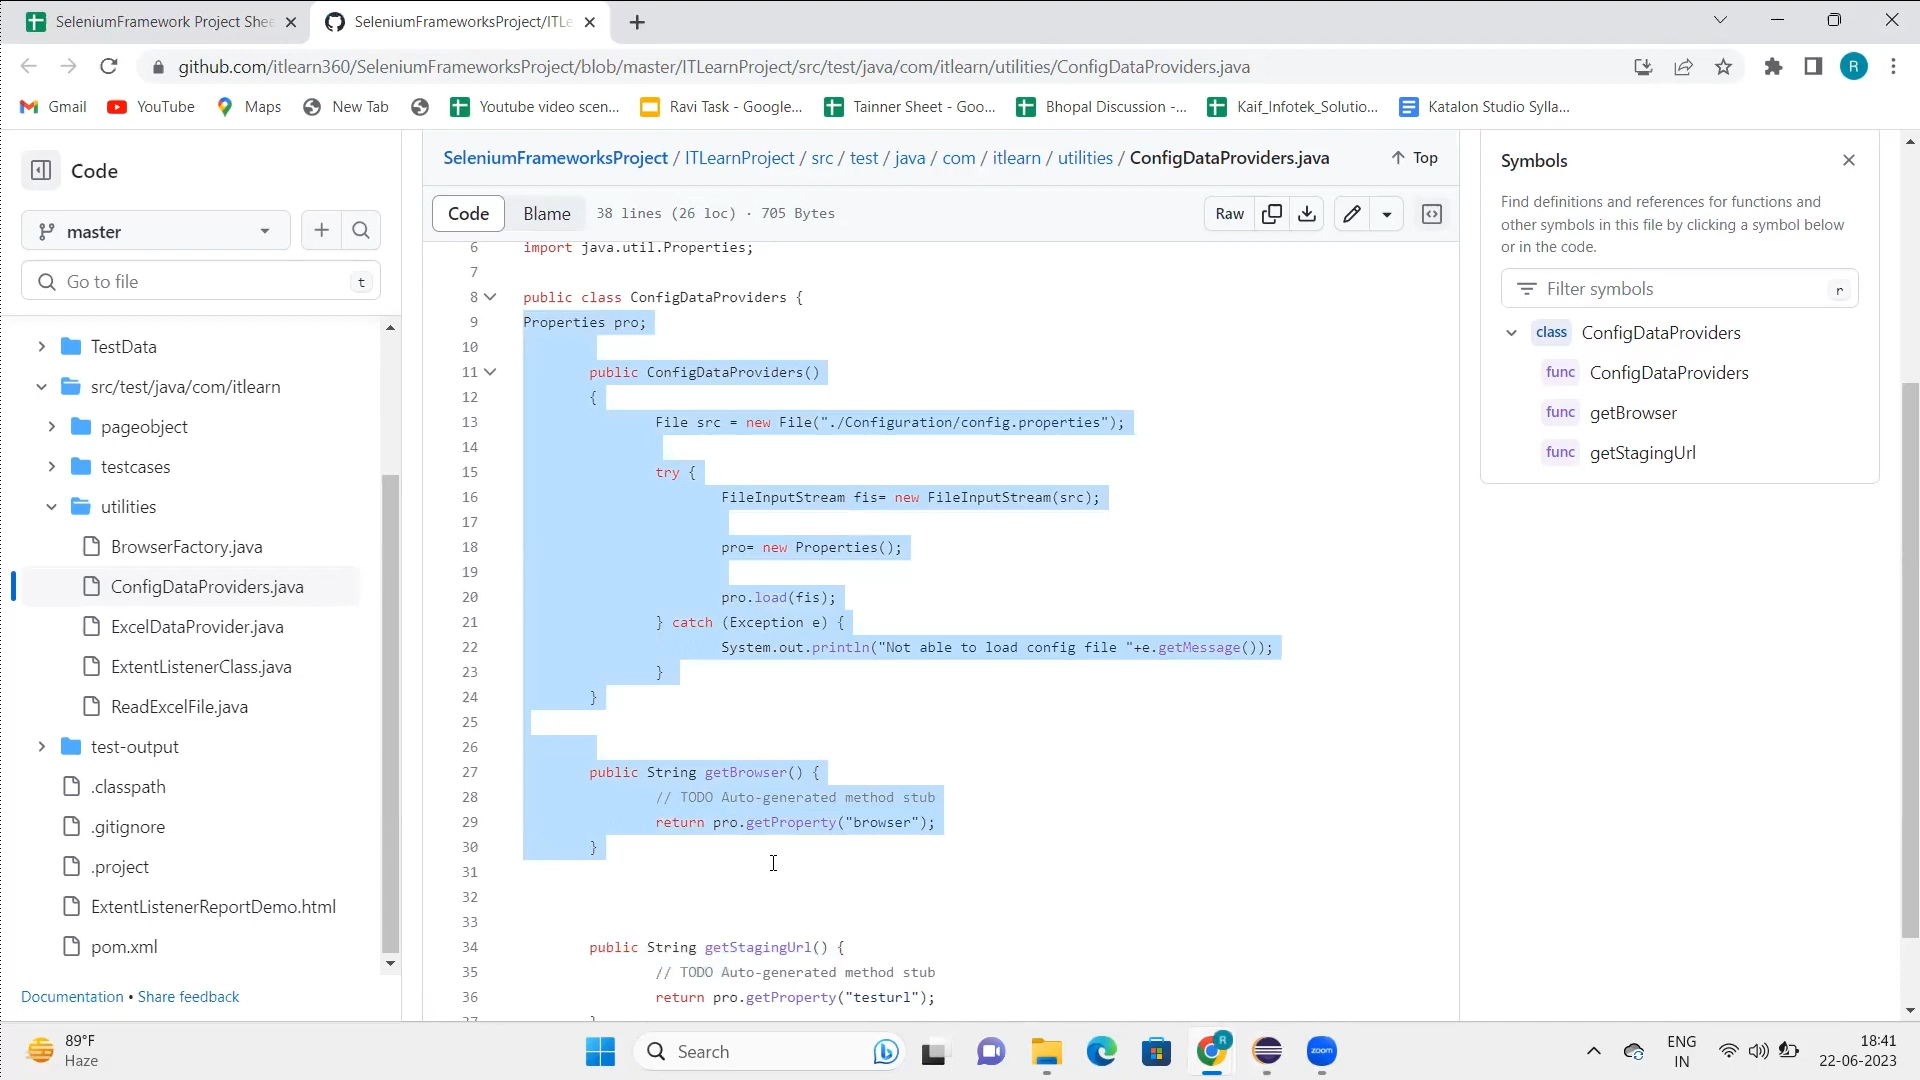 SeleniumFramework Project Shee
SeleniumFrameworksProject/ITLe
github.com/itlearn360/SeleniumFrameworksProject/blob/master/ITLearnProject/src/test/java/com/itlearn/utilities/ConfigDataProviders.java
R
Gmail
YouTube
Maps
New Tab
Youtube video scen...
Ravi Task - Google...
Tainner Sheet - Goo...
Bhopal Discussion -...
Kaif_Infotek_Solutio...
Katalon Studio Sylla...
Code
master
Go to file
t
TestData
src/test/java/com/itlearn
pageobject
testcases
utilities
BrowserFactory.java
ConfigDataProviders.java
ExcelDataProvider.java
ExtentListenerClass.java
ReadExcelFile.java
test-output
.classpath
.gitignore
.project
ExtentListenerReportDemo.html
pom.xml
Documentation • Share feedback
SeleniumFrameworksProject / ITLearnProject / src / test / java / com / itlearn / utilities / ConfigDataProviders.java
Top
Code
Blame
38 lines (26 loc) · 705 Bytes
Raw
6 import java.util.Properties;
7
8 public class ConfigDataProviders {
9 Properties pro;
10
11 public ConfigDataProviders()
12 {
13 File src = new File("./Configuration/config.properties");
14
15 try {
16 FileInputStream fis= new FileInputStream(src);
17
18 pro= new Properties();
19
20 pro.load(fis);
21 } catch (Exception e) {
22 System.out.println("Not able to load config file "+e.getMessage());
23 }
24 }
25
26
27 public String getBrowser() {
28 // TODO Auto-generated method stub
29 return pro.getProperty("browser");
30 }
31
32
33
34 public String getStagingUrl() {
35 // TODO Auto-generated method stub
36 return pro.getProperty("testurl");
37 }
Symbols
Find definitions and references for functions and
other symbols in this file by clicking a symbol below
or in the code.
Filter symbols
r
class ConfigDataProviders
func ConfigDataProviders
func getBrowser
func getStagingUrl
89°F
Haze
Search
R
zoom
ENG
IN
18:41
22-06-2023